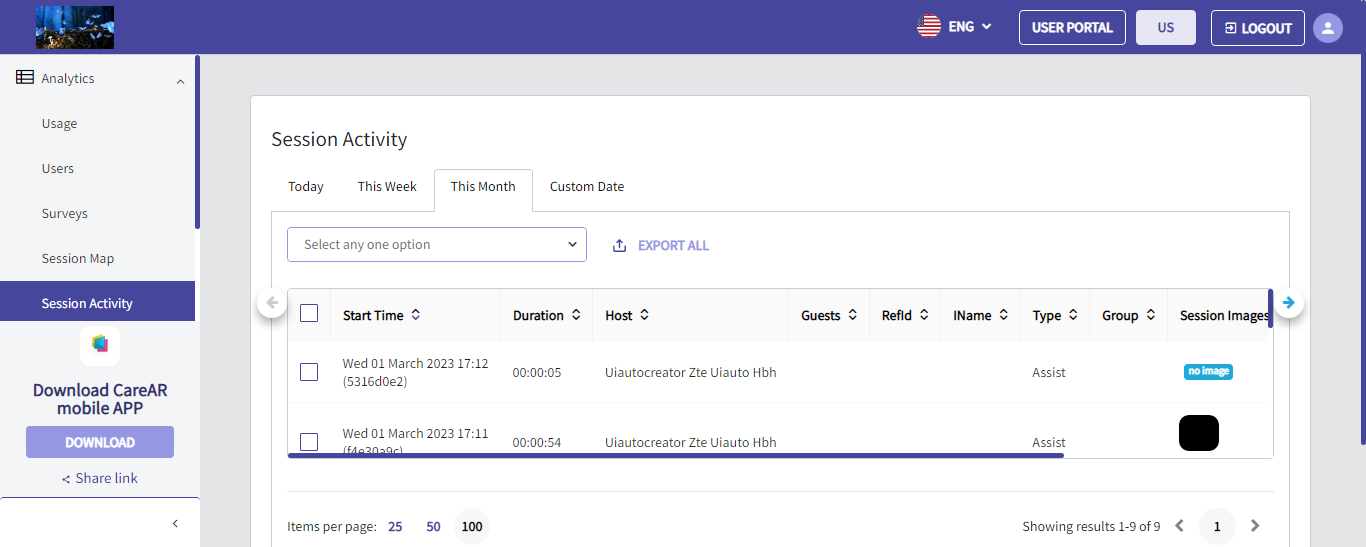 ENG
USER PORTAL
US
LOGOUT
Analytics
Usage
Users
Surveys
Session Map
Session Activity
Download CareAR
mobile APP
DOWNLOAD
Share link
Session Activity
Today This Week This Month Custom Date
Select any one option
EXPORT ALL
Start Time Duration Host Guests RefId IName Type Group Session Images
Wed 01 March 2023 17:12
(5316d0e2)
00:00:05 Uiautocreator Zte Uiauto Hbh Assist no image
Wed 01 March 2023 17:11
(f4e30a9c)
00:00:54 Uiautocreator Zte Uiauto Hbh Assist
Items per page: 25 50 100
Showing results 1-9 of 9 1